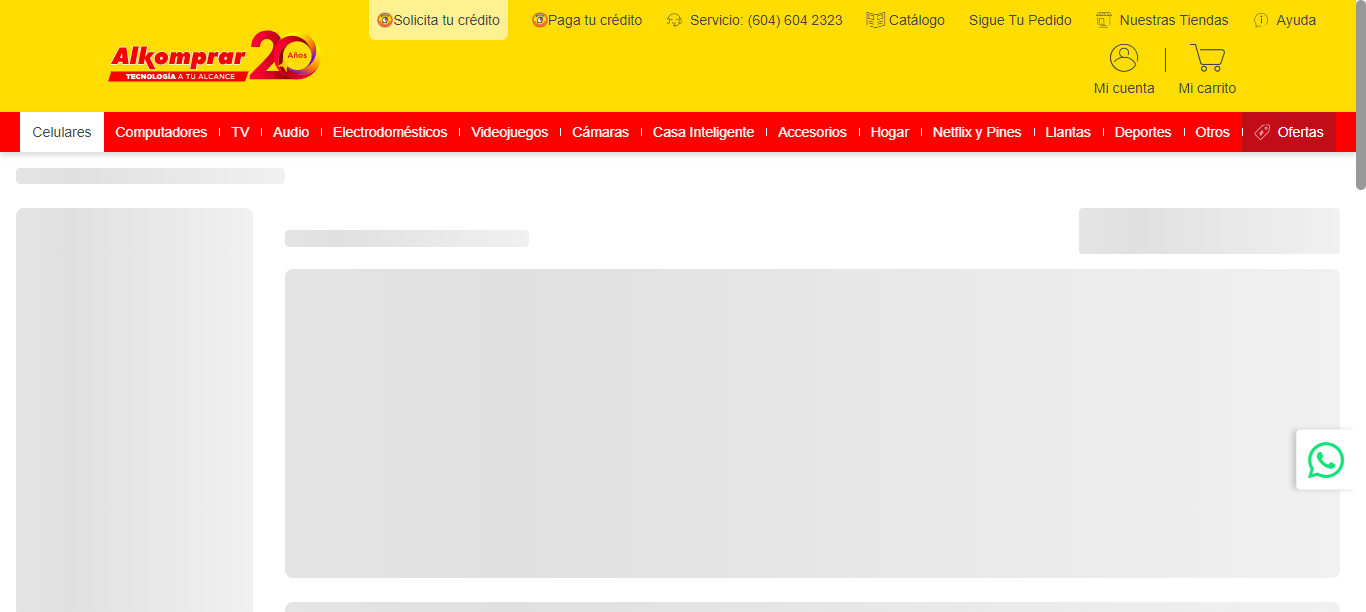 Solicita tu crédito
Paga tu crédito
Servicio: (604) 604 2323
Catálogo
Sigue Tu Pedido
Nuestras Tiendas
Ayuda
Alkomprar 20 Años
TECNOLOGÍA A TU ALCANCE
Mi cuenta
Mi carrito
Celulares
Computadores
TV
Audio
Electrodomésticos
Videojuegos
Cámaras
Casa Inteligente
Accesorios
Hogar
Netflix y Pines
Llantas
Deportes
Otros
Ofertas